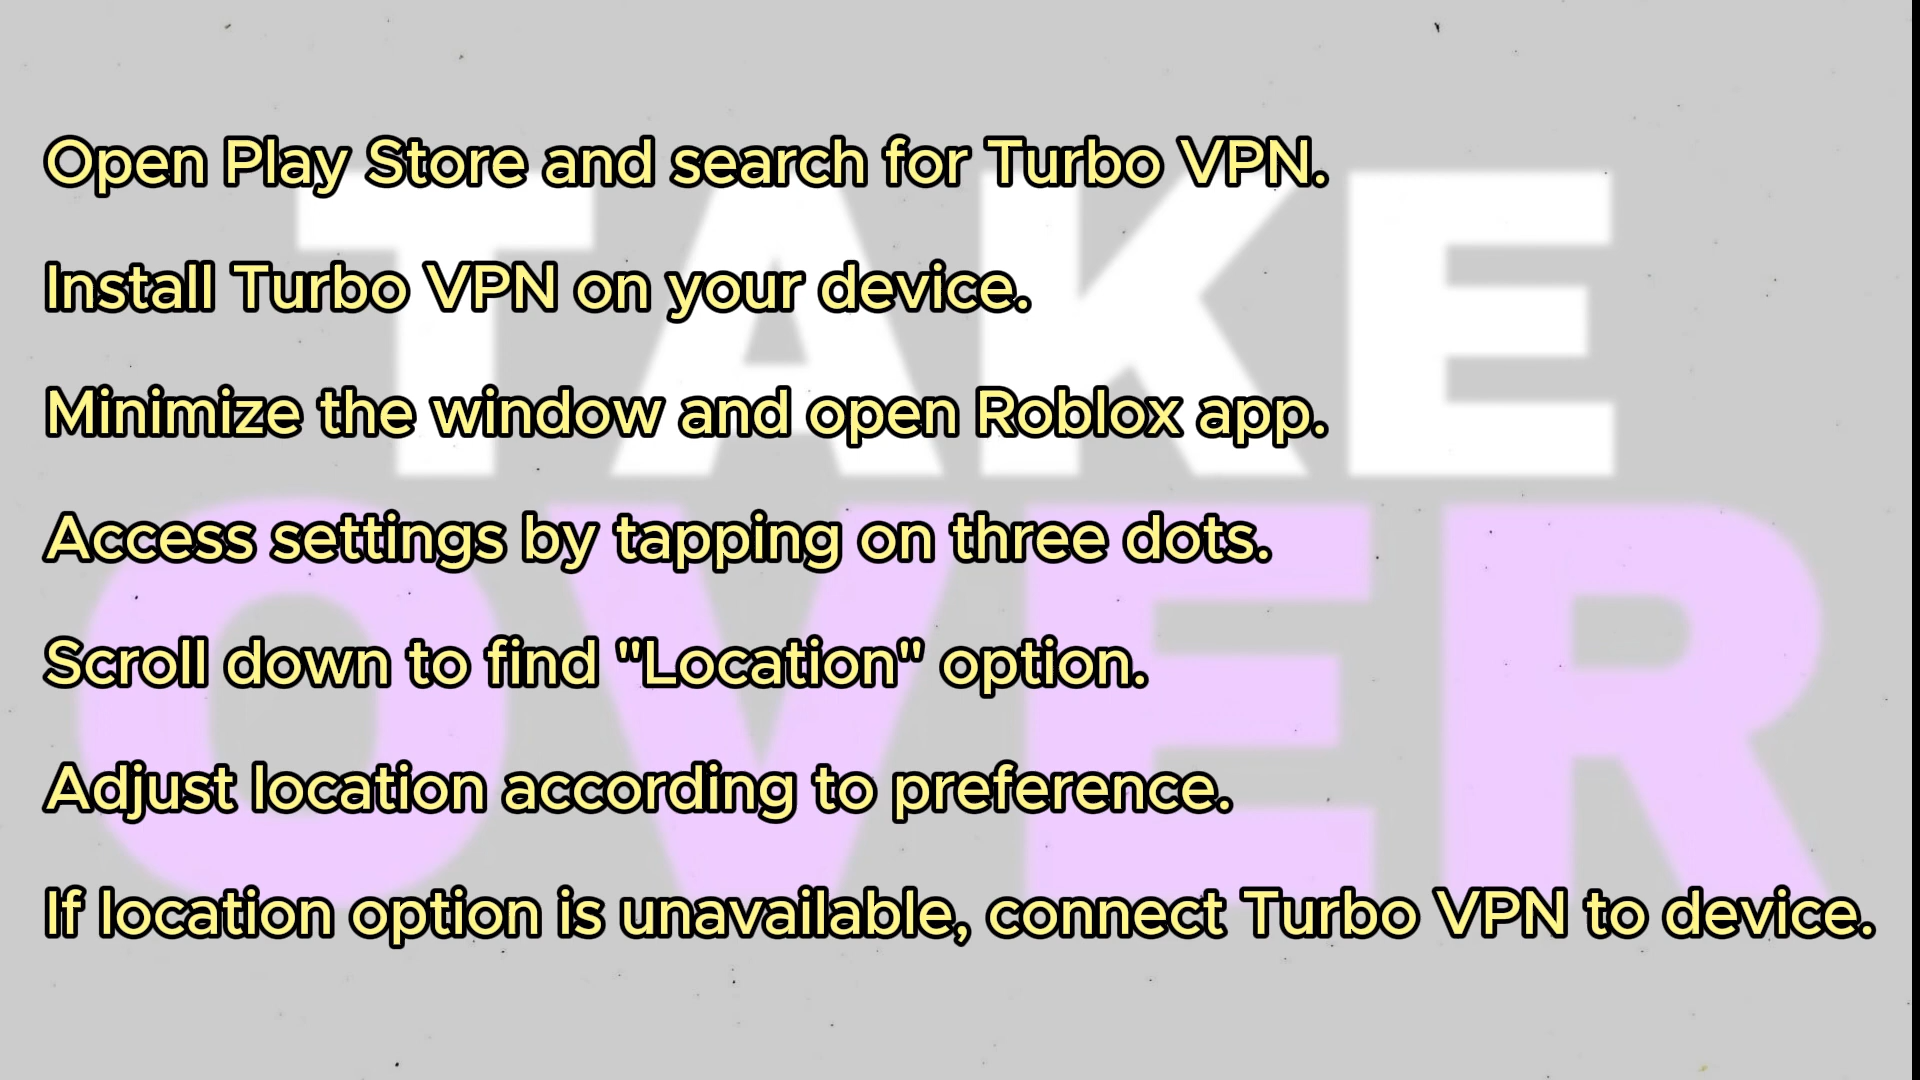 Open Play Store and search for Turbo VPN.
Install Turbo VPN on your device.
Minimize the window and open Roblox app.
Access settings by tapping on three dots.
Scroll down to find "Location" option.
Adjust location according to preference.
If location option is unavailable, connect Turbo VPN to device.
TAKE
OVER